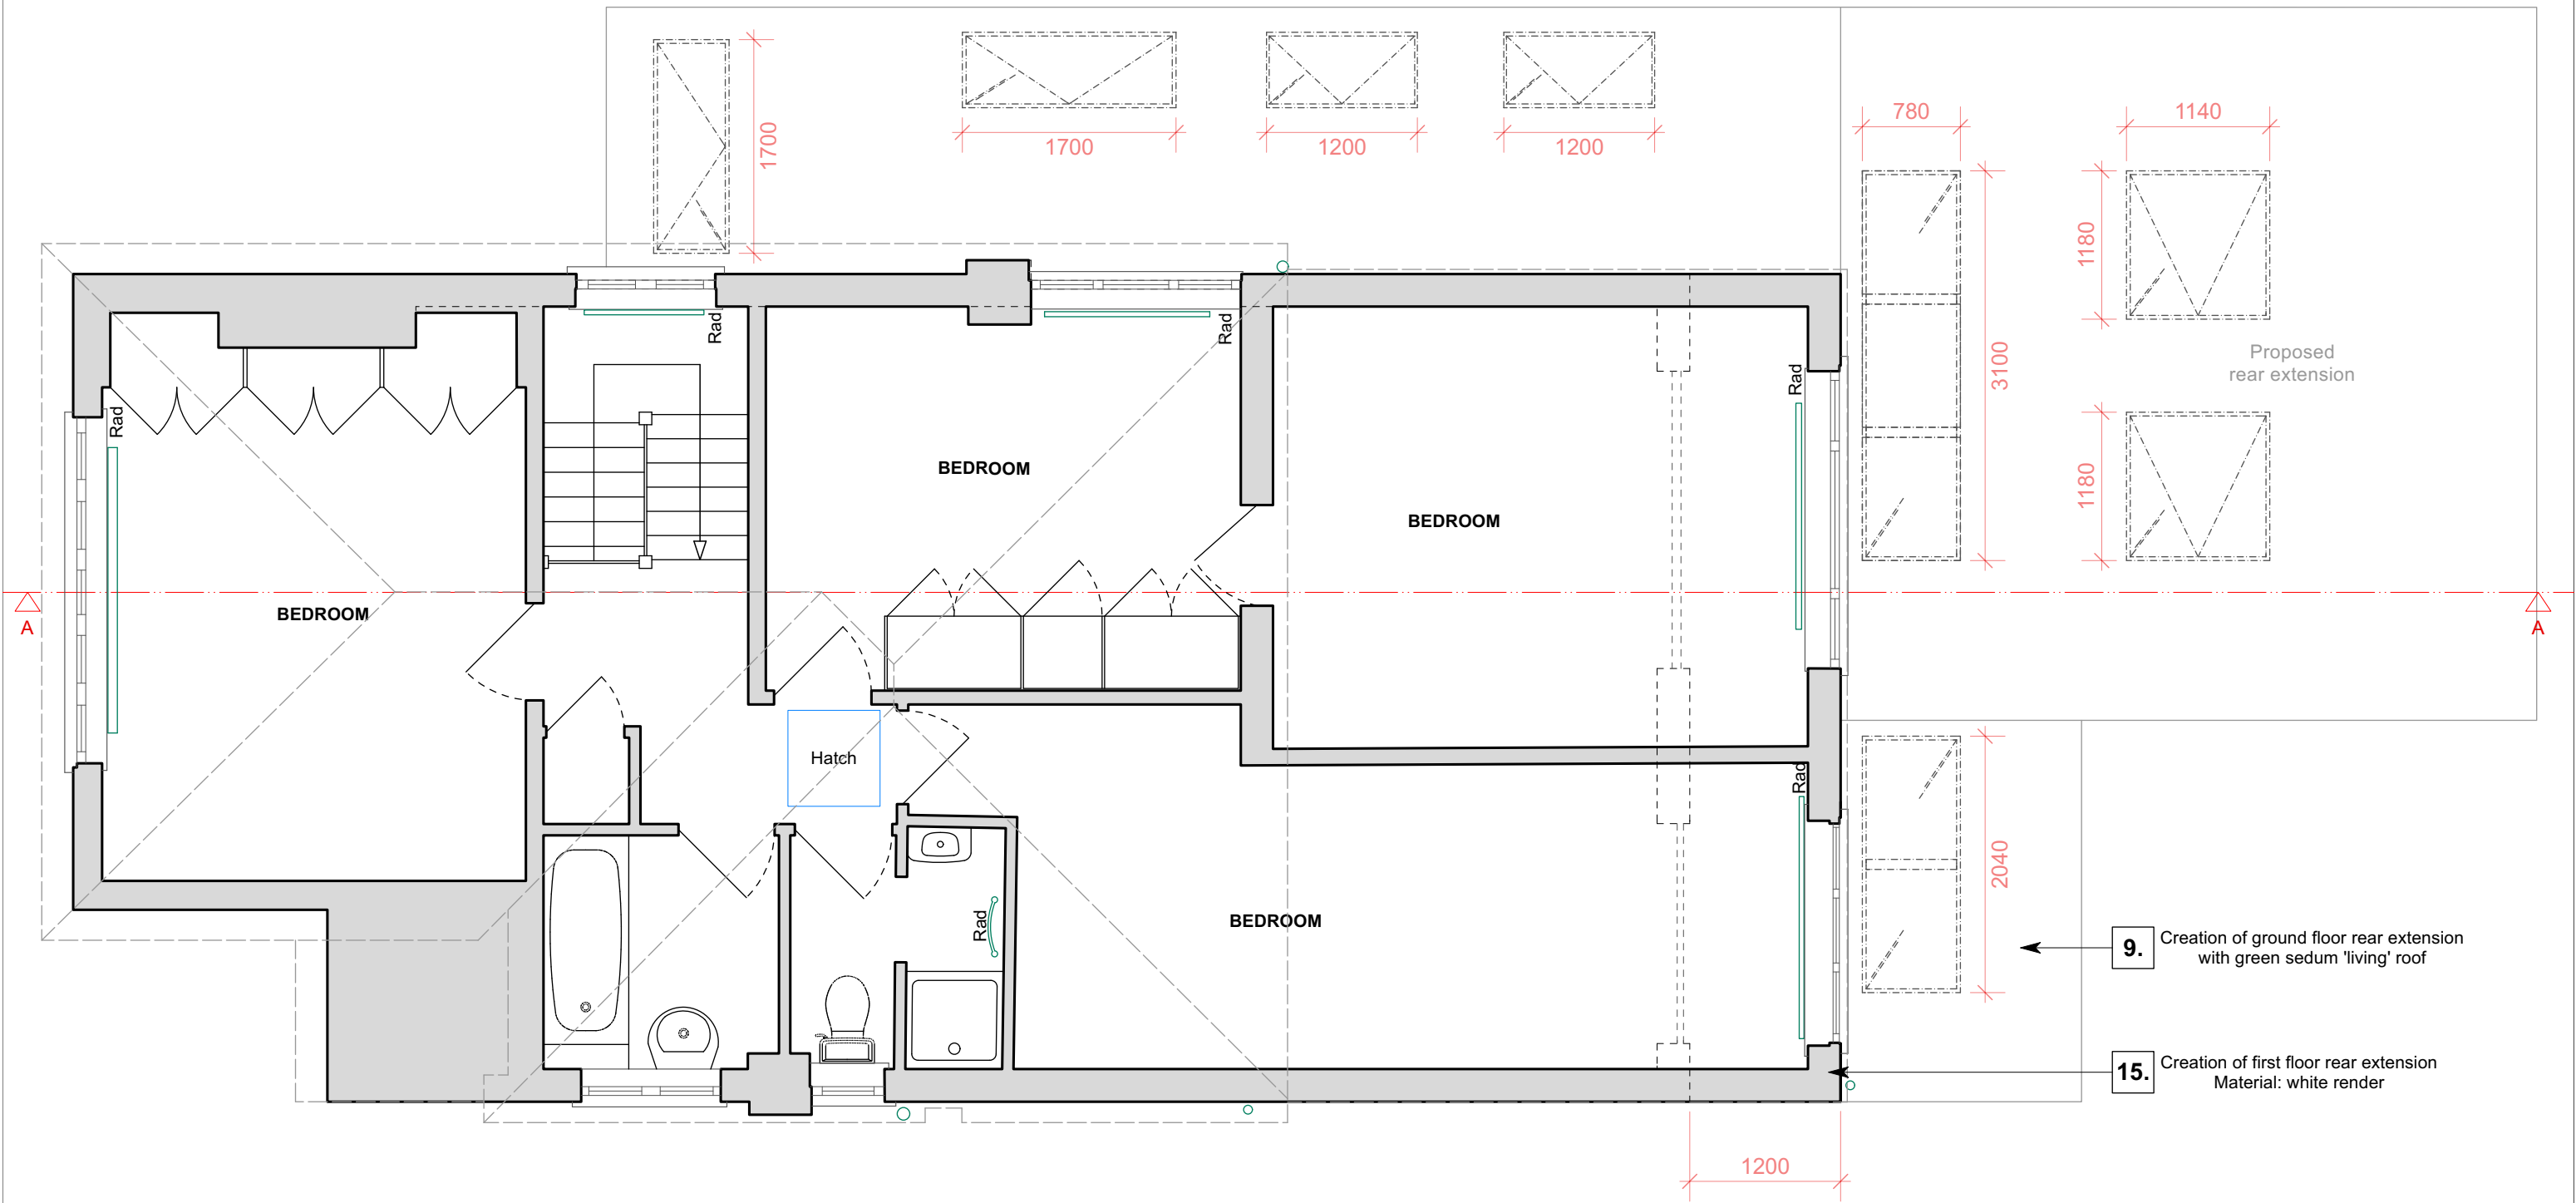 780
1140
1700
1700
1200
1200
1180
3100
Proposed
rear extension
1180
Rad
Rad
Rad
Rad
BEDROOM
BEDROOM
BEDROOM
A
A
Hatch
Rad
2040
Rad
BEDROOM
9.
Creation of ground floor rear extension
with green sedum 'living' roof
15.
Creation of first floor rear extension
Material: white render
1200